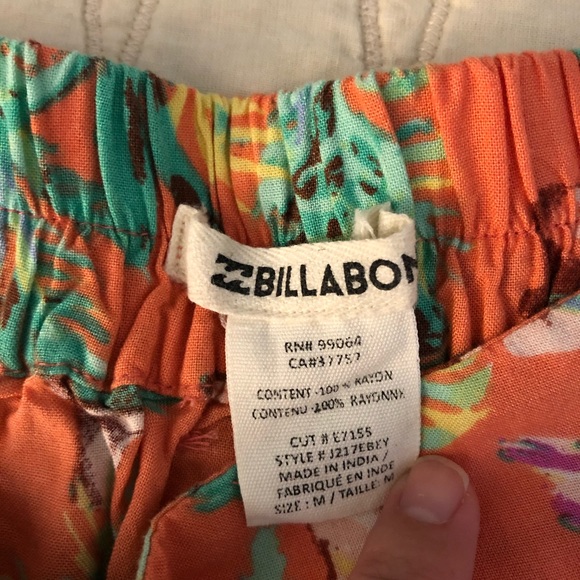 BILLABON
RN# 99064
CA#37757
CONTENT -100% RAYON
CONTENU -100% RAYONNE
CUT # E7155
STYLE # J217EBEY
MADE IN INDIA /
FABRIQUÉ EN INDE
SIZE : M / TAILLE: M